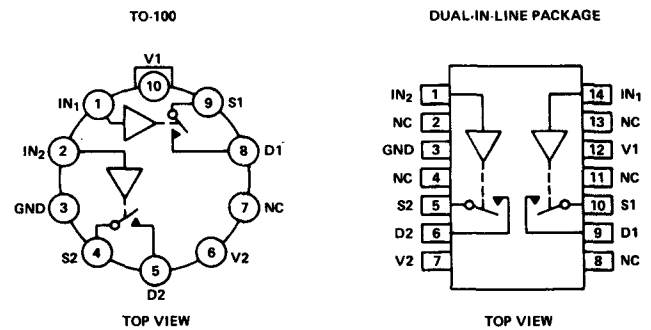 TO-100
V1
10
IN1
1
9
S1
IN2
2
8
D1
GND
3
7
NC
S2
4
6
V2
5
D2
TOP VIEW
DUAL-IN-LINE PACKAGE
IN2 1 14 IN1
NC 2 13 NC
GND 3 12 V1
NC 4 11 NC
S2 5 10 S1
D2 6 9 D1
V2 7 8 NC
TOP VIEW